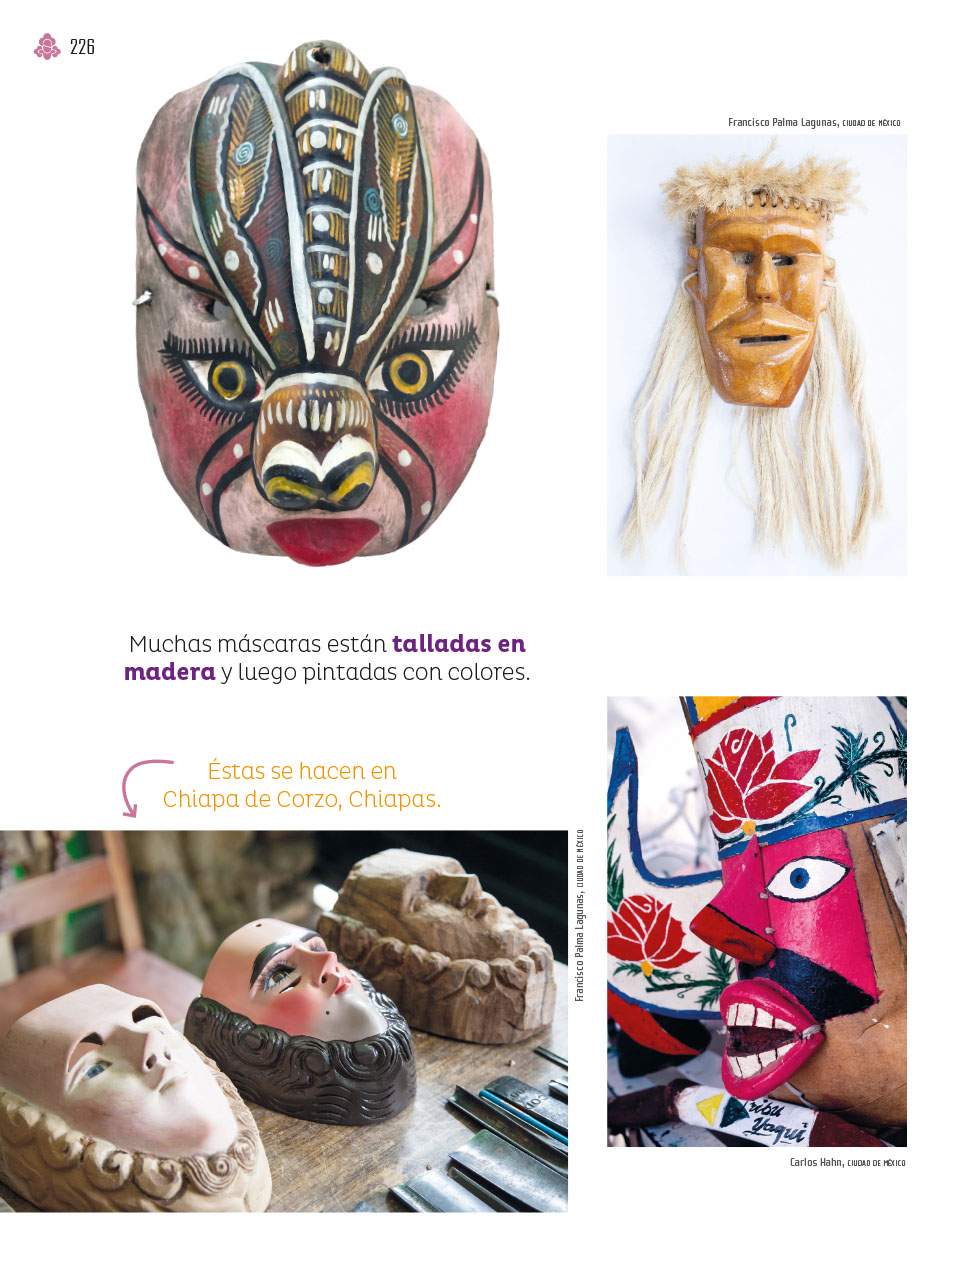 226
Francisco Palma Lagunas, CIUDAD DE MÉXICO
Muchas máscaras están talladas en
madera y luego pintadas con colores.
Éstas se hacen en
Chiapa de Corzo, Chiapas.
Francisco Palma Lagunas, CIUDAD DE MÉXICO
Tribu
Yaqui
Carlos Hahn, CIUDAD DE MÉXICO